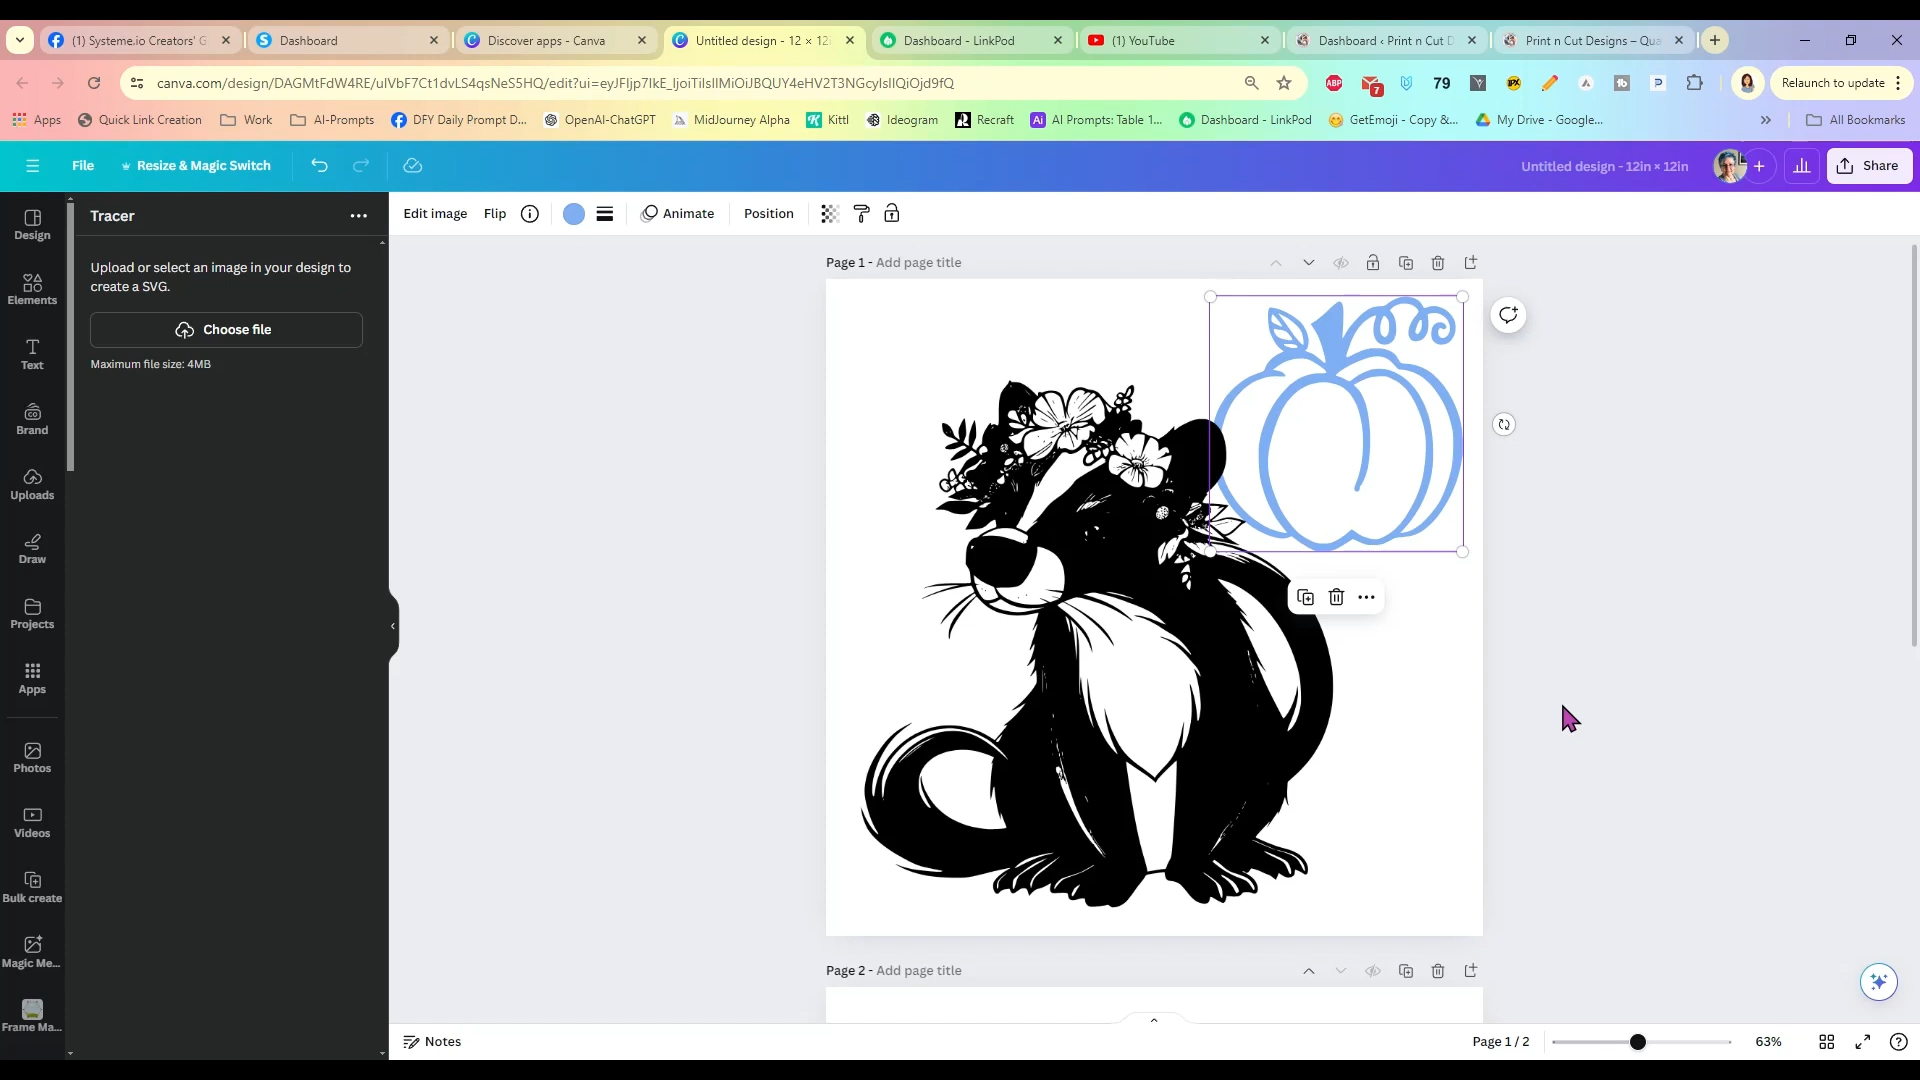 (1) Systeme.io Creators' G
Dashboard
Discover apps - Canva
Untitled design - 12 × 12i
Dashboard - LinkPod
(1) YouTube
Dashboard ‹ Print n Cut D
Print n Cut Designs – Qua
canva.com/design/DAGMtFdW4RE/
7
79
Relaunch to update
Apps
Quick Link Creation
Work
AI-Prompts
DFY Daily Prompt D...
OpenAI-ChatGPT
MidJourney Alpha
Kittl
Ideogram
Recraft
AI Prompts: Table 1...
Dashboard - LinkPod
GetEmoji - Copy &...
My Drive - Google...
All Bookmarks
File
Resize & Magic Switch
Untitled design - 12in × 12in
Share
Design
Elements
Text
Brand
Uploads
Draw
Projects
Apps
Photos
Videos
Bulk create
Magic Me...
Frame Ma...
Tracer
Upload or select an image in your design to
create a SVG.
Choose file
Maximum file size: 4MB
Edit image
Flip
Animate
Position
Page 1 - Add page title
Page 2 - Add page title
Notes
Page 1 / 2
63%